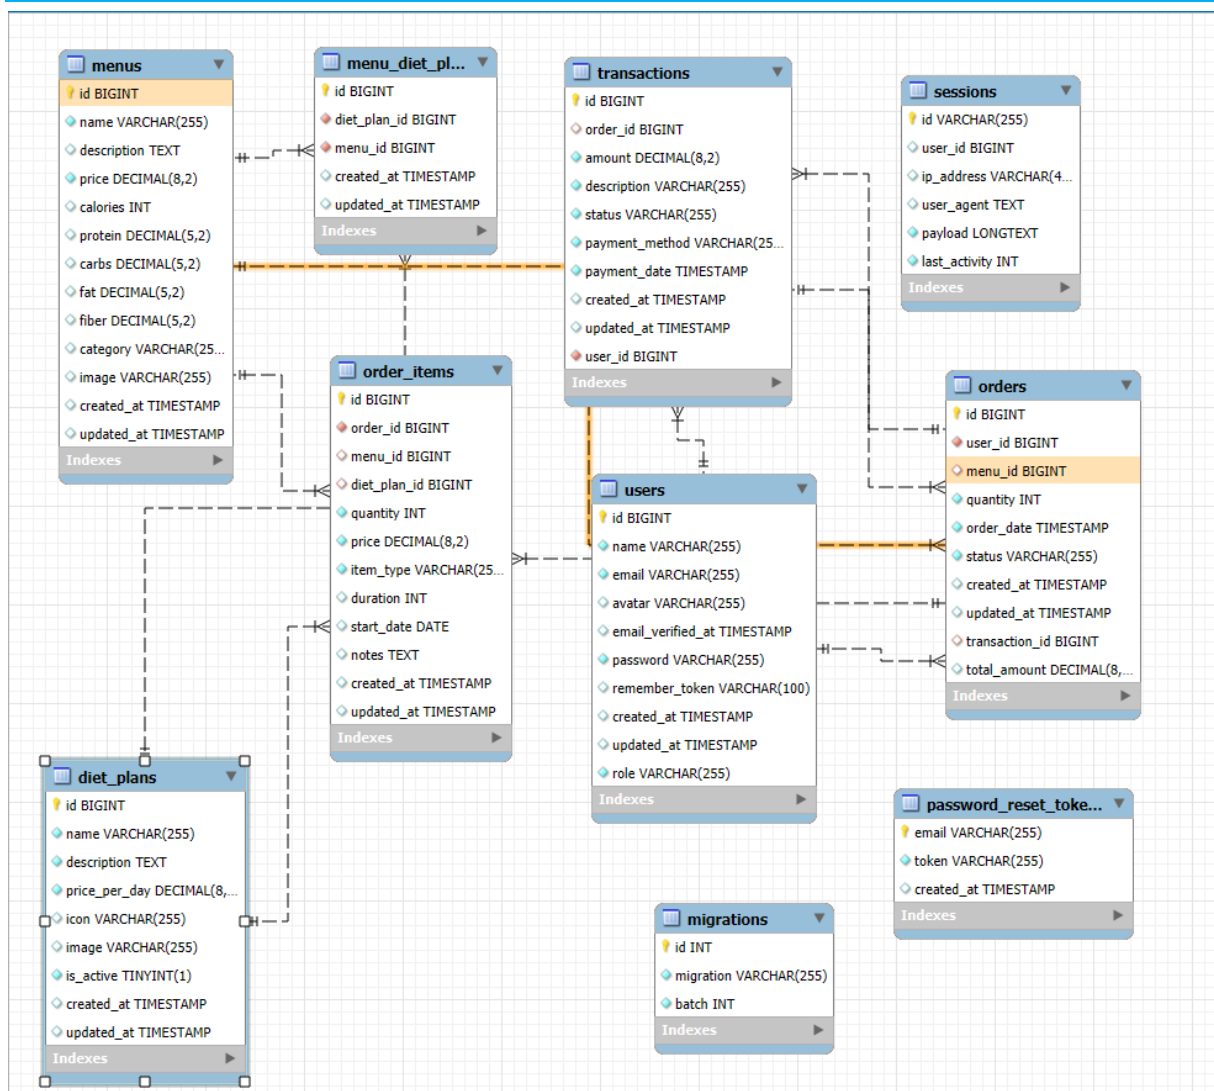 menus
id BIGINT
name VARCHAR(255)
description TEXT
price DECIMAL(8,2)
calories INT
protein DECIMAL(5,2)
carbs DECIMAL(5,2)
fat DECIMAL(5,2)
fiber DECIMAL(5,2)
category VARCHAR(25...
image VARCHAR(255)
created_at TIMESTAMP
updated_at TIMESTAMP
Indexes
menu_diet_pl...
id BIGINT
diet_plan_id BIGINT
menu_id BIGINT
created_at TIMESTAMP
updated_at TIMESTAMP
Indexes
transactions
id BIGINT
order_id BIGINT
amount DECIMAL(8,2)
description VARCHAR(255)
status VARCHAR(255)
payment_method VARCHAR(25...
payment_date TIMESTAMP
created_at TIMESTAMP
updated_at TIMESTAMP
user_id BIGINT
Indexes
sessions
id VARCHAR(255)
user_id BIGINT
ip_address VARCHAR(4...
user_agent TEXT
payload LONGTEXT
last_activity INT
Indexes
order_items
id BIGINT
order_id BIGINT
menu_id BIGINT
diet_plan_id BIGINT
quantity INT
price DECIMAL(8,2)
item_type VARCHAR(25...
duration INT
start_date DATE
notes TEXT
created_at TIMESTAMP
updated_at TIMESTAMP
Indexes
orders
id BIGINT
user_id BIGINT
menu_id BIGINT
quantity INT
order_date TIMESTAMP
status VARCHAR(255)
created_at TIMESTAMP
updated_at TIMESTAMP
transaction_id BIGINT
total_amount DECIMAL(8,...
Indexes
users
id BIGINT
name VARCHAR(255)
email VARCHAR(255)
avatar VARCHAR(255)
email_verified_at TIMESTAMP
password VARCHAR(255)
remember_token VARCHAR(100)
created_at TIMESTAMP
updated_at TIMESTAMP
role VARCHAR(255)
Indexes
diet_plans
id BIGINT
name VARCHAR(255)
description TEXT
price_per_day DECIMAL(8,...
icon VARCHAR(255)
image VARCHAR(255)
is_active TINYINT(1)
created_at TIMESTAMP
updated_at TIMESTAMP
Indexes
password_reset_toke...
email VARCHAR(255)
token VARCHAR(255)
created_at TIMESTAMP
Indexes
migrations
id INT
migration VARCHAR(255)
batch INT
Indexes